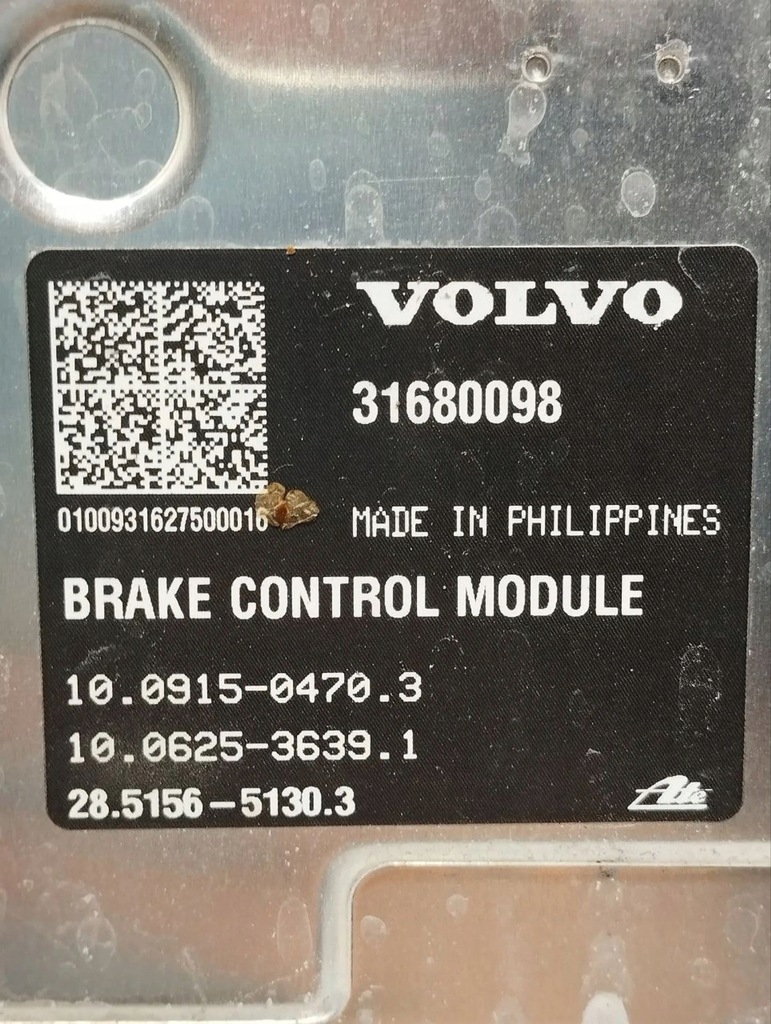 VOLVO
31680098
0100931627500016
MADE IN PHILIPPINES
BRAKE CONTROL MODULE
10.0915-0470.3
10.0625-3639.1
28.5156-5130.3
Ate